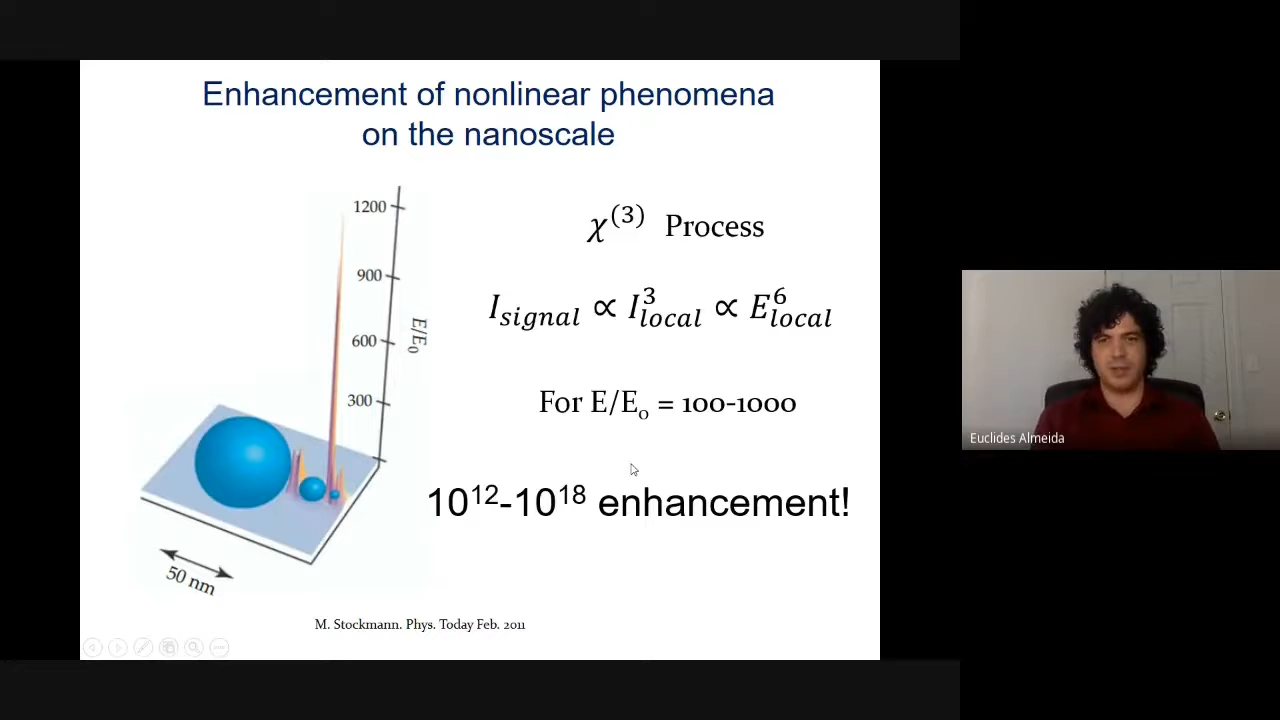 Enhancement of nonlinear phenomena
on the nanoscale
1200
900
600
300
E/E₀
50 nm
χ⁽³⁾ Process
I_signal ∝ I³_local ∝ E⁶_local
For E/E₀ = 100-1000
10¹²-10¹⁸ enhancement!
M. Stockmann. Phys. Today Feb. 2011
Euclides Almeida